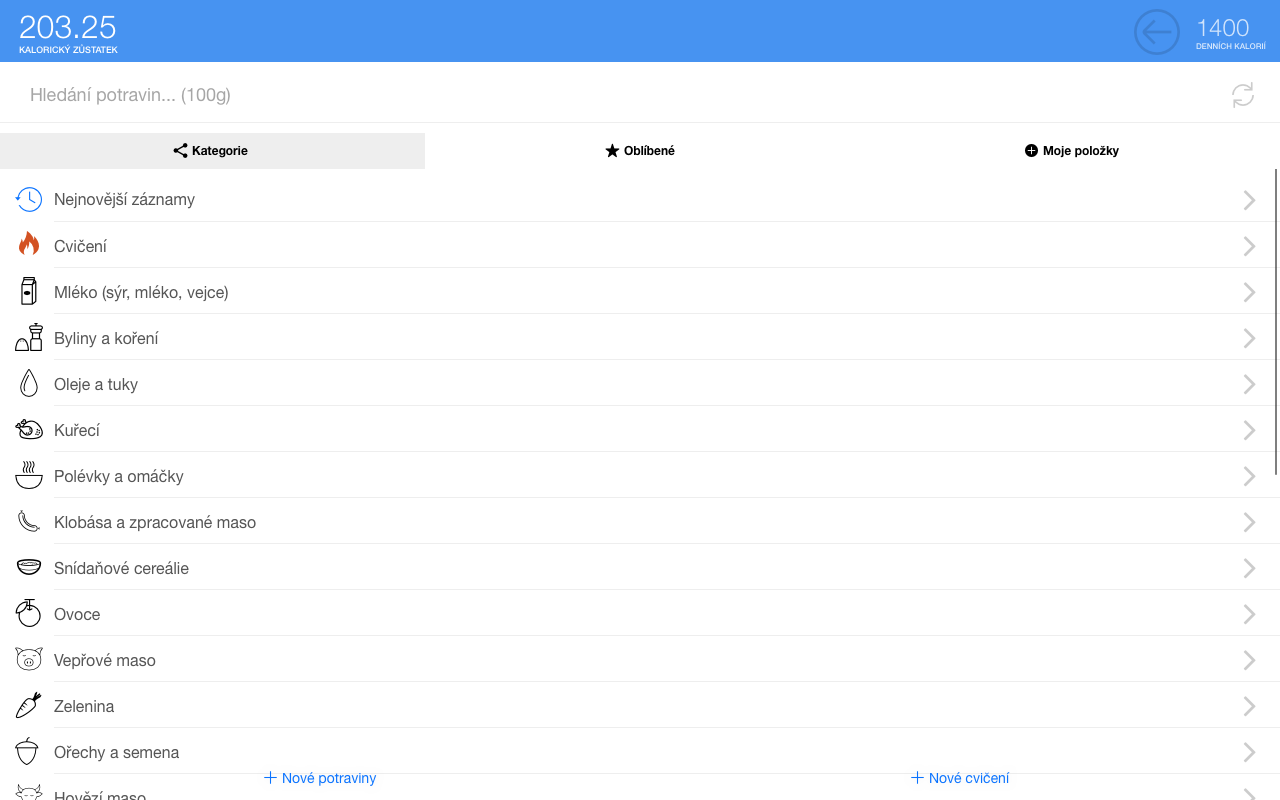 203.25
KALORICKÝ ZŮSTATEK
1400
DENNÍCH KALORIÍ
Hledání potravin... (100g)
Kategorie
Oblíbené
Moje položky
Nejnovější záznamy
Cvičení
Mléko (sýr, mléko, vejce)
Byliny a koření
Oleje a tuky
Kuřecí
Polévky a omáčky
Klobása a zpracované maso
Snídaňové cereálie
Ovoce
Vepřové maso
Zelenina
Ořechy a semena
Nové potraviny
Nové cvičení
Hovězí maso